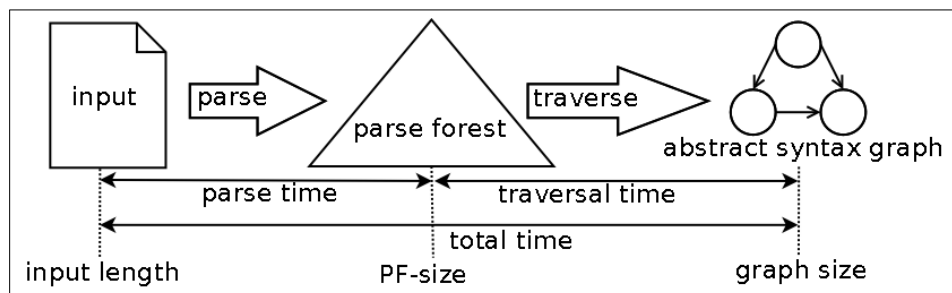 input
parse
parse forest
traverse
abstract syntax graph
parse time
traversal time
total time
input length
PF-size
graph size